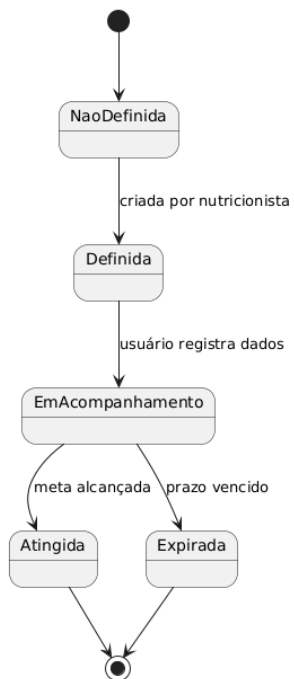 NaoDefinida
criada por nutricionista
Definida
usuário registra dados
EmAcompanhamento
meta alcançada
prazo vencido
Atingida
Expirada